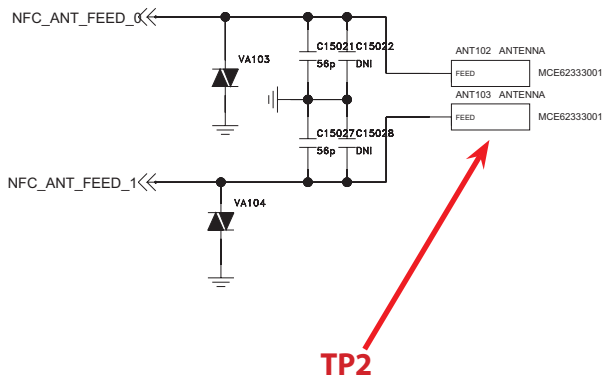 NFC_ANT_FEED_0
VA103
C15021 C15022
56p DNI
ANT102 ANTENNA
FEED MCE62333001
ANT103 ANTENNA
FEED MCE62333001
C15027 C15028
56p DNI
NFC_ANT_FEED_1
VA104
TP2